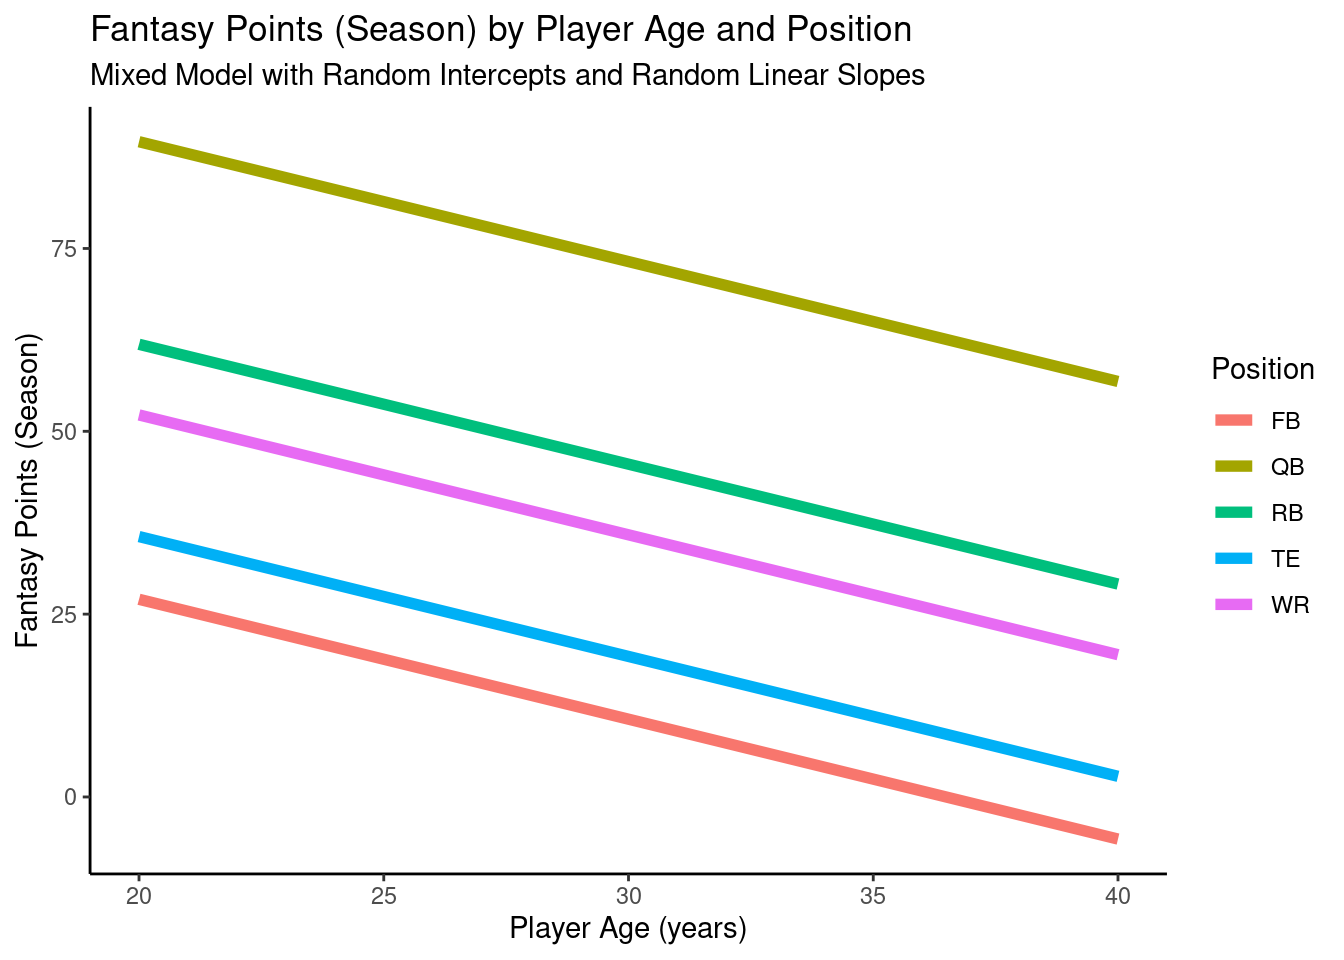 Fantasy Points (Season) by Player Age and Position
Mixed Model with Random Intercepts and Random Linear Slopes
Fantasy Points (Season)
75
50
25
0
20 25 30 35 40
Player Age (years)
Position
FB
QB
RB
TE
WR